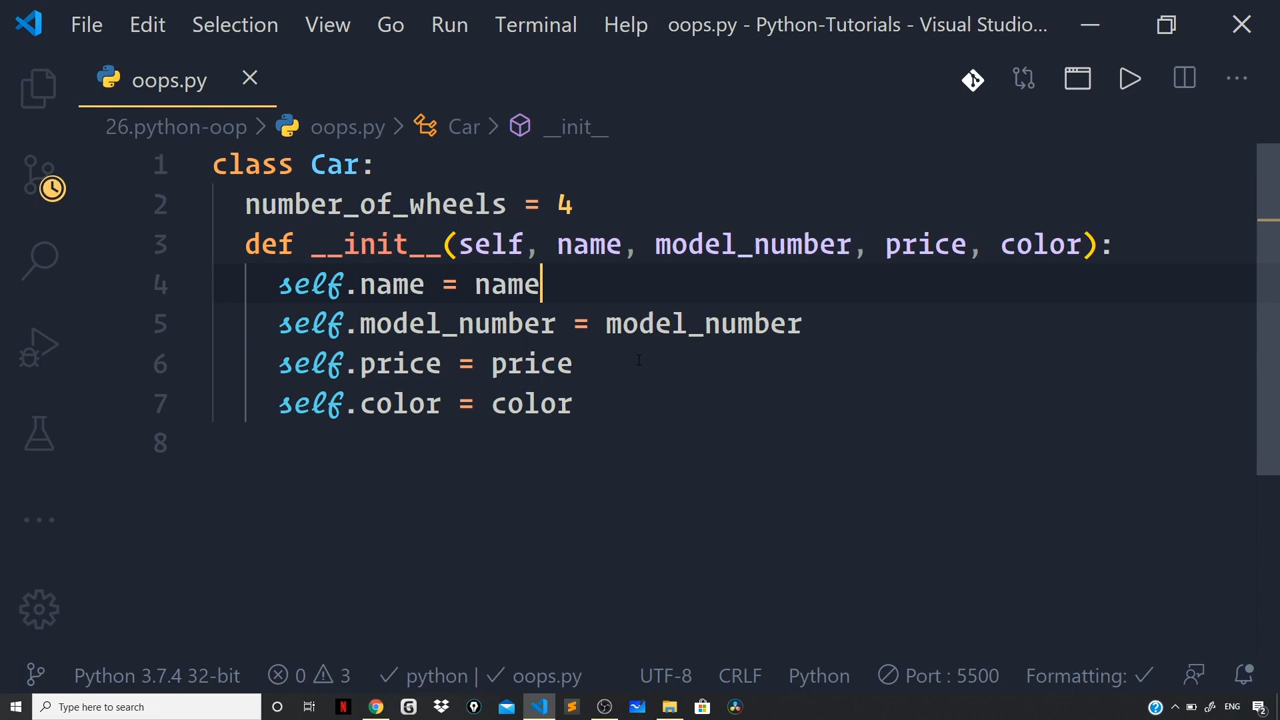 File Edit Selection View Go Run Terminal Help oops.py - Python-Tutorials - Visual Studio...
oops.py
26.python-oop > oops.py > Car > __init__
1 class Car:
2 number_of_wheels = 4
3 def __init__(self, name, model_number, price, color):
4 self.name = name
5 self.model_number = model_number
6 self.price = price
7 self.color = color
8
Python 3.7.4 32-bit 0 3 python | oops.py UTF-8 CRLF Python Port : 5500 Formatting:
Type here to search ENG 2